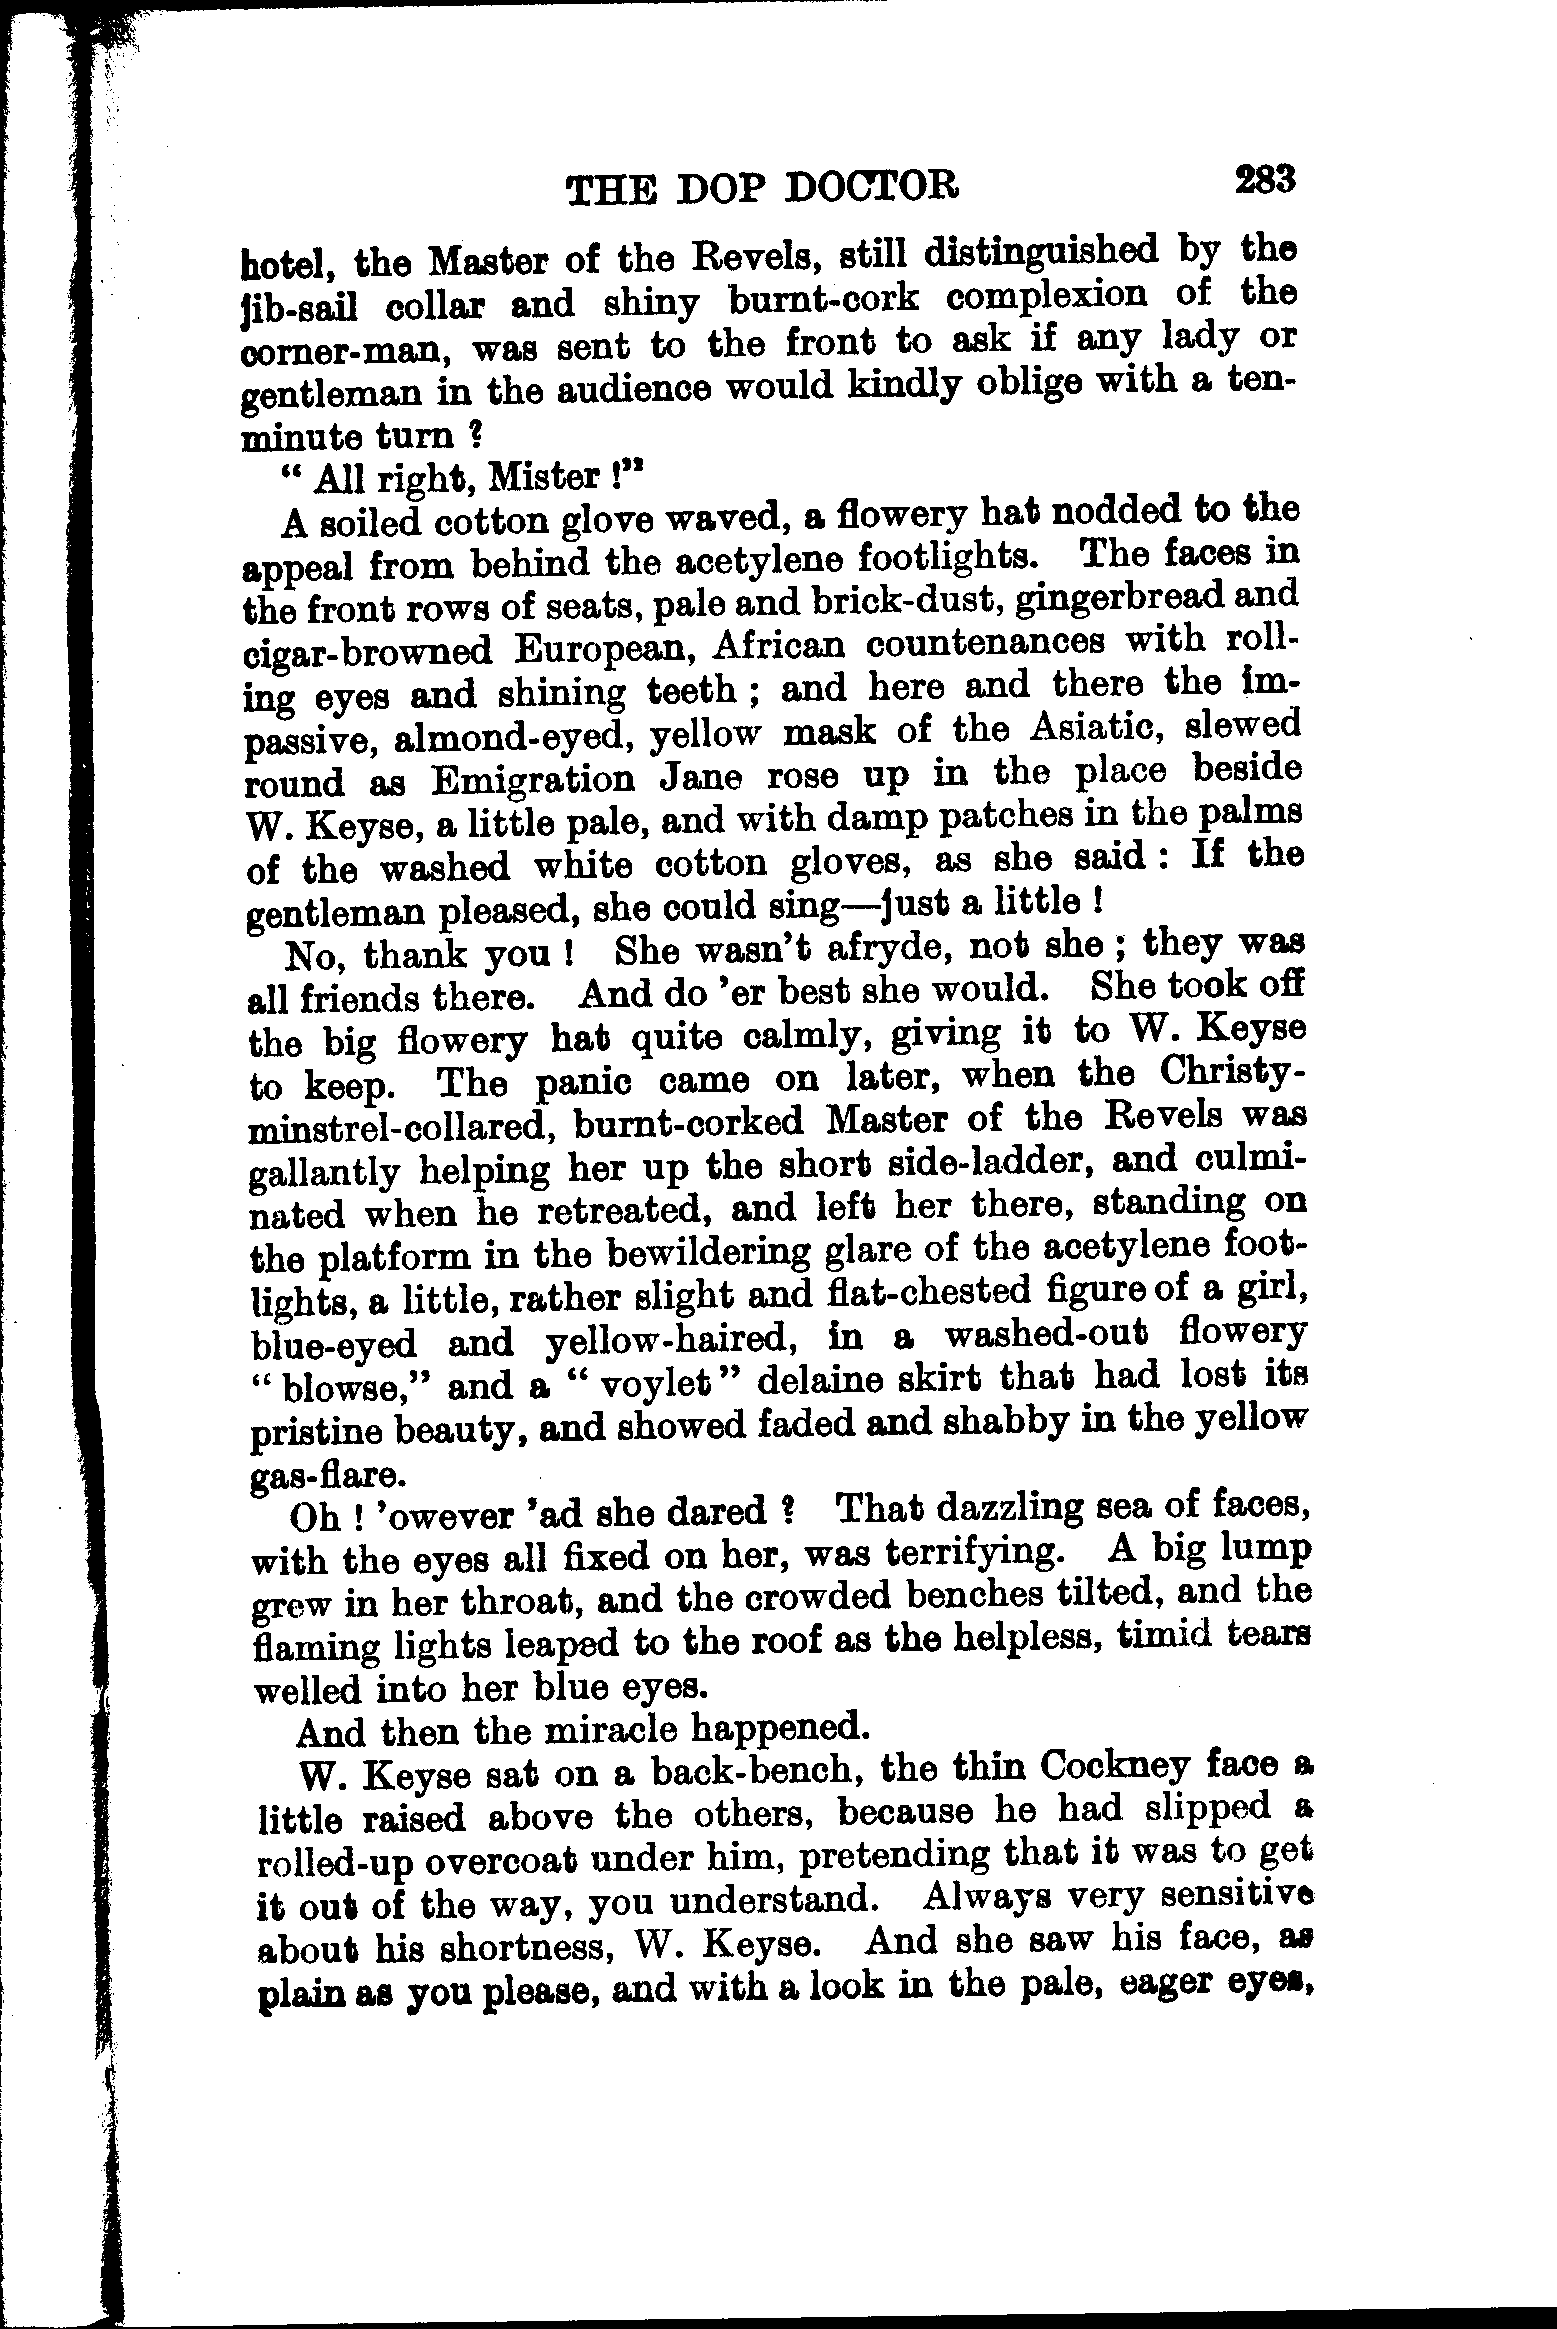 THE DOP DOCTOR 283
hotel, the Master of the Revels, still distinguished by the
jib-sail collar and shiny burnt-cork complexion of the
corner-man, was sent to the front to ask if any lady or
gentleman in the audience would kindly oblige with a ten-
minute turn ?
“ All right, Mister !”
A soiled cotton glove waved, a flowery hat nodded to the
appeal from behind the acetylene footlights. The faces in
the front rows of seats, pale and brick-dust, gingerbread and
cigar-browned European, African countenances with roll-
ing eyes and shining teeth ; and here and there the im-
passive, almond-eyed, yellow mask of the Asiatic, slewed
round as Emigration Jane rose up in the place beside
W. Keyse, a little pale, and with damp patches in the palms
of the washed white cotton gloves, as she said : If the
gentleman pleased, she could sing—just a little !
No, thank you ! She wasn’t afryde, not she ; they was
all friends there. And do ’er best she would. She took off
the big flowery hat quite calmly, giving it to W. Keyse
to keep. The panic came on later, when the Christy-
minstrel-collared, burnt-corked Master of the Revels was
gallantly helping her up the short side-ladder, and culmi-
nated when he retreated, and left her there, standing on
the platform in the bewildering glare of the acetylene foot-
lights, a little, rather slight and flat-chested figure of a girl,
blue-eyed and yellow-haired, in a washed-out flowery
“ blowse,” and a “ voylet ” delaine skirt that had lost its
pristine beauty, and showed faded and shabby in the yellow
gas-flare.
Oh ! ’owever ’ad she dared ? That dazzling sea of faces,
with the eyes all fixed on her, was terrifying. A big lump
grew in her throat, and the crowded benches tilted, and the
flaming lights leaped to the roof as the helpless, timid tears
welled into her blue eyes.
And then the miracle happened.
W. Keyse sat on a back-bench, the thin Cockney face a
little raised above the others, because he had slipped a
rolled-up overcoat under him, pretending that it was to get
it out of the way, you understand. Always very sensitive
about his shortness, W. Keyse. And she saw his face, as
plain as you please, and with a look in the pale, eager eyes,